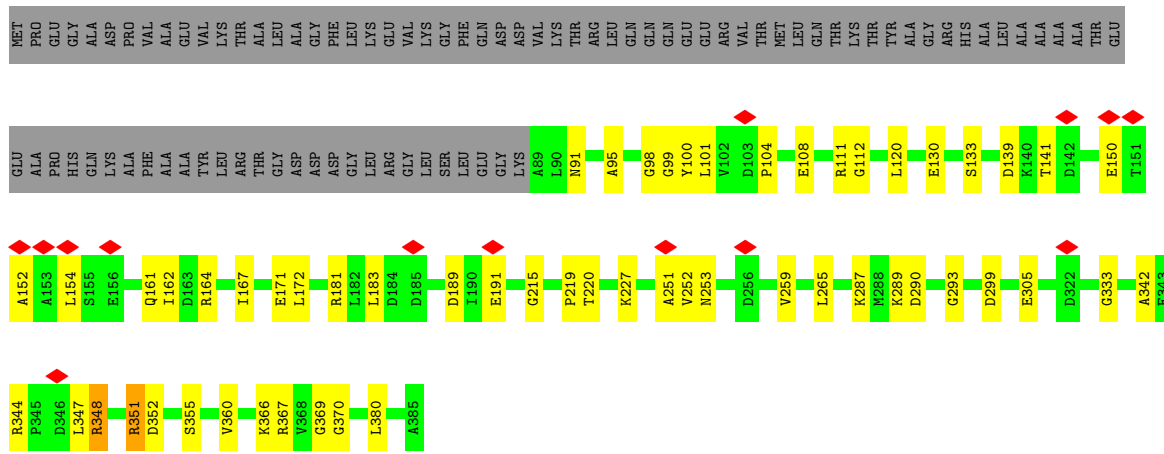 MET PRO GLU GLY ALA ASP PRO VAL ALA GLU VAL LYS THR ALA LEU ALA GLY PHE LEU LYS GLU VAL LYS GLY PHE GLN ASP ASP VAL LYS THR ARG LEU GLN GLN GLN GLU GLU ARG VAL THR MET LEU GLN THR LYS THR TYR ALA GLY ARG HIS ALA LEU ALA ALA ALA ALA THR GLU
GLU ALA PRO HIS GLN LYS ALA PHE ALA ALA TYR LEU ARG THR GLY ASP ASP ASP GLY LEU ARG GLY LEU SER LEU GLU GLY LYS A89 L90 N91 A95 G98 G99 Y100 L101 V102 D103 P104 E108 R111 G112 L120 E130 S133 D139 K140 T141 D142 E150 T151
A152 A153 L154 S155 E156 Q161 I162 D163 R164 I167 E171 L172 R181 L182 L183 D184 D185 D189 I190 E191 G215 P219 T220 K227 A251 V252 N253 D256 V259 L265 K287 M288 K289 D290 G293 D299 E305 D322 G333 A342 E343
R344 P345 D346 L347 R348 R351 D352 S355 V360 K366 R367 V368 G369 G370 L380 A385